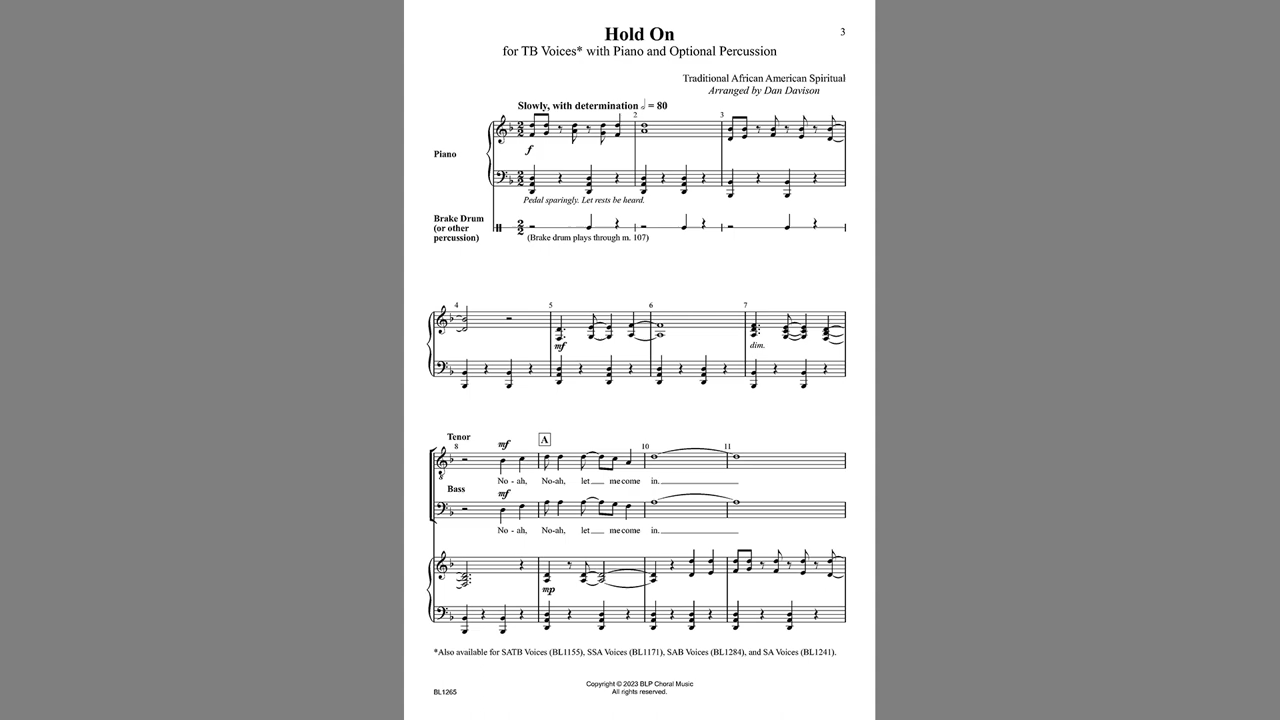 Hold On
3
for TB Voices* with Piano and Optional Percussion
Traditional African American Spiritual
Arranged by Dan Davison
Slowly, with determination 𝅗𝅥 = 80
2
3
Piano
f
Pedal sparingly. Let rests be heard.
Brake Drum
(or other
percussion)
(Brake drum plays through m. 107)
4
5
6
7
mf
dim.
Tenor
8
mf
A
10
11
No - ah, No-ah, let me come in.
Bass
mf
No - ah, No-ah, let me come in.
mp
*Also available for SATB Voices (BL1155), SSA Voices (BL1171), SAB Voices (BL1284), and SA Voices (BL1241).
Copyright © 2023 BLP Choral Music
BL1265
All rights reserved.